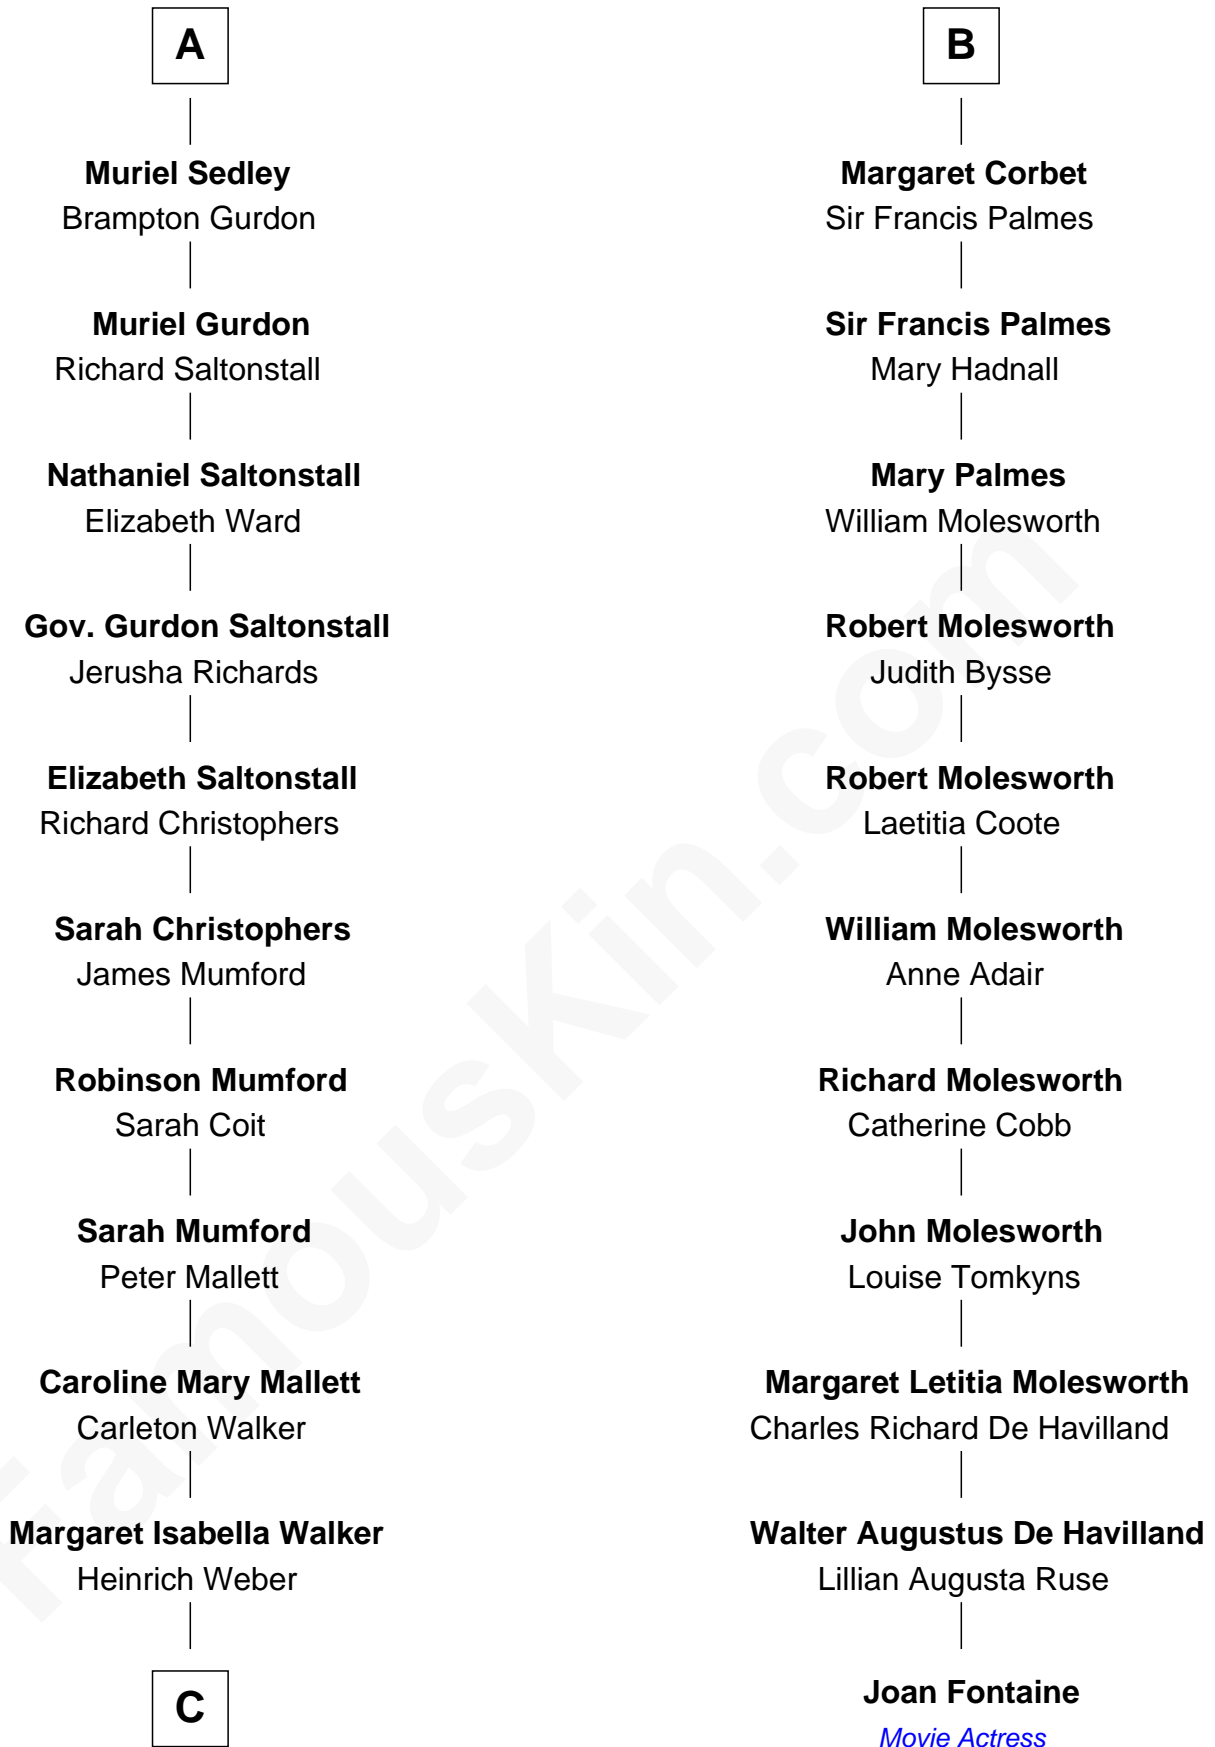 A
Muriel Sedley
Brampton Gurdon
Muriel Gurdon
Richard Saltonstall
Nathaniel Saltonstall
Elizabeth Ward
Gov. Gurdon Saltonstall
Jerusha Richards
Elizabeth Saltonstall
Richard Christophers
Sarah Christophers
James Mumford
Robinson Mumford
Sarah Coit
Sarah Mumford
Peter Mallett
Caroline Mary Mallett
Carleton Walker
Margaret Isabella Walker
Heinrich Weber
C
B
Margaret Corbet
Sir Francis Palmes
Sir Francis Palmes
Mary Hadnall
Mary Palmes
William Molesworth
Robert Molesworth
Judith Bysse
Robert Molesworth
Laetitia Coote
William Molesworth
Anne Adair
Richard Molesworth
Catherine Cobb
John Molesworth
Louise Tomkyns
Margaret Letitia Molesworth
Charles Richard De Havilland
Walter Augustus De Havilland
Lillian Augusta Ruse
Joan Fontaine
Movie Actress
FamousKin.com